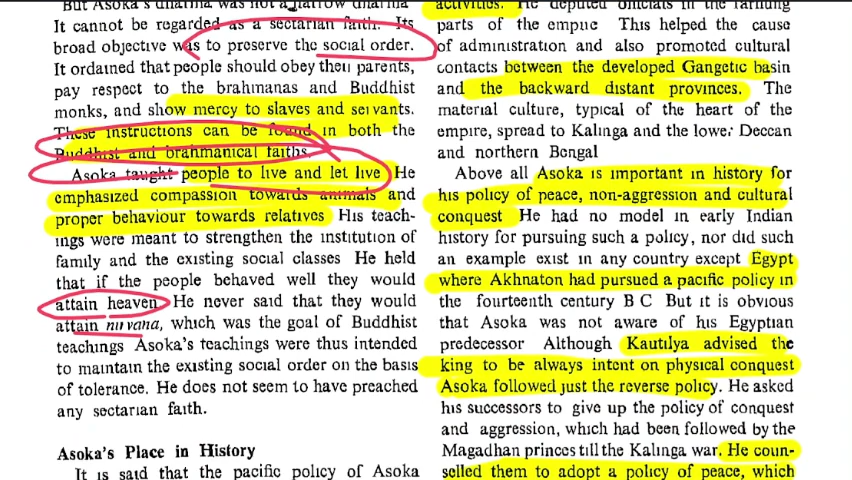 But Asoka's dharma was not a narrow dharma
It cannot be regarded as a sectarian faith. Its
broad objective was to preserve the social order.
It ordained that people should obey their parents,
pay respect to the brahmanas and Buddhist
monks, and show mercy to slaves and servants.
These instructions can be found in both the
Buddhist and brahmanical faiths.
Asoka taught people to live and let live He
emphasized compassion towards animals and
proper behaviour towards relatives His teach-
ings were meant to strengthen the institution of
family and the existing social classes He held
that if the people behaved well they would
attain heaven He never said that they would
attain nirvana, which was the goal of Buddhist
teachings Asoka's teachings were thus intended
to maintain the existing social order on the basis
of tolerance. He does not seem to have preached
any sectarian faith.
Asoka's Place in History
It is said that the pacific policy of Asoka
activities. He deputed officials in the farflung
parts of the empire This helped the cause
of administration and also promoted cultural
contacts between the developed Gangetic basin
and the backward distant provinces. The
material culture, typical of the heart of the
empire, spread to Kalinga and the lower Deccan
and northern Bengal
Above all Asoka is important in history for
his policy of peace, non-aggression and cultural
conquest He had no model in early Indian
history for pursuing such a policy, nor did such
an example exist in any country except Egypt
where Akhnaton had pursued a pacific policy in
the fourteenth century B C But it is obvious
that Asoka was not aware of his Egyptian
predecessor Although Kautilya advised the
king to be always intent on physical conquest
Asoka followed just the reverse policy. He asked
his successors to give up the policy of conquest
and aggression, which had been followed by the
Magadhan princes till the Kalinga war. He coun-
selled them to adopt a policy of peace, which